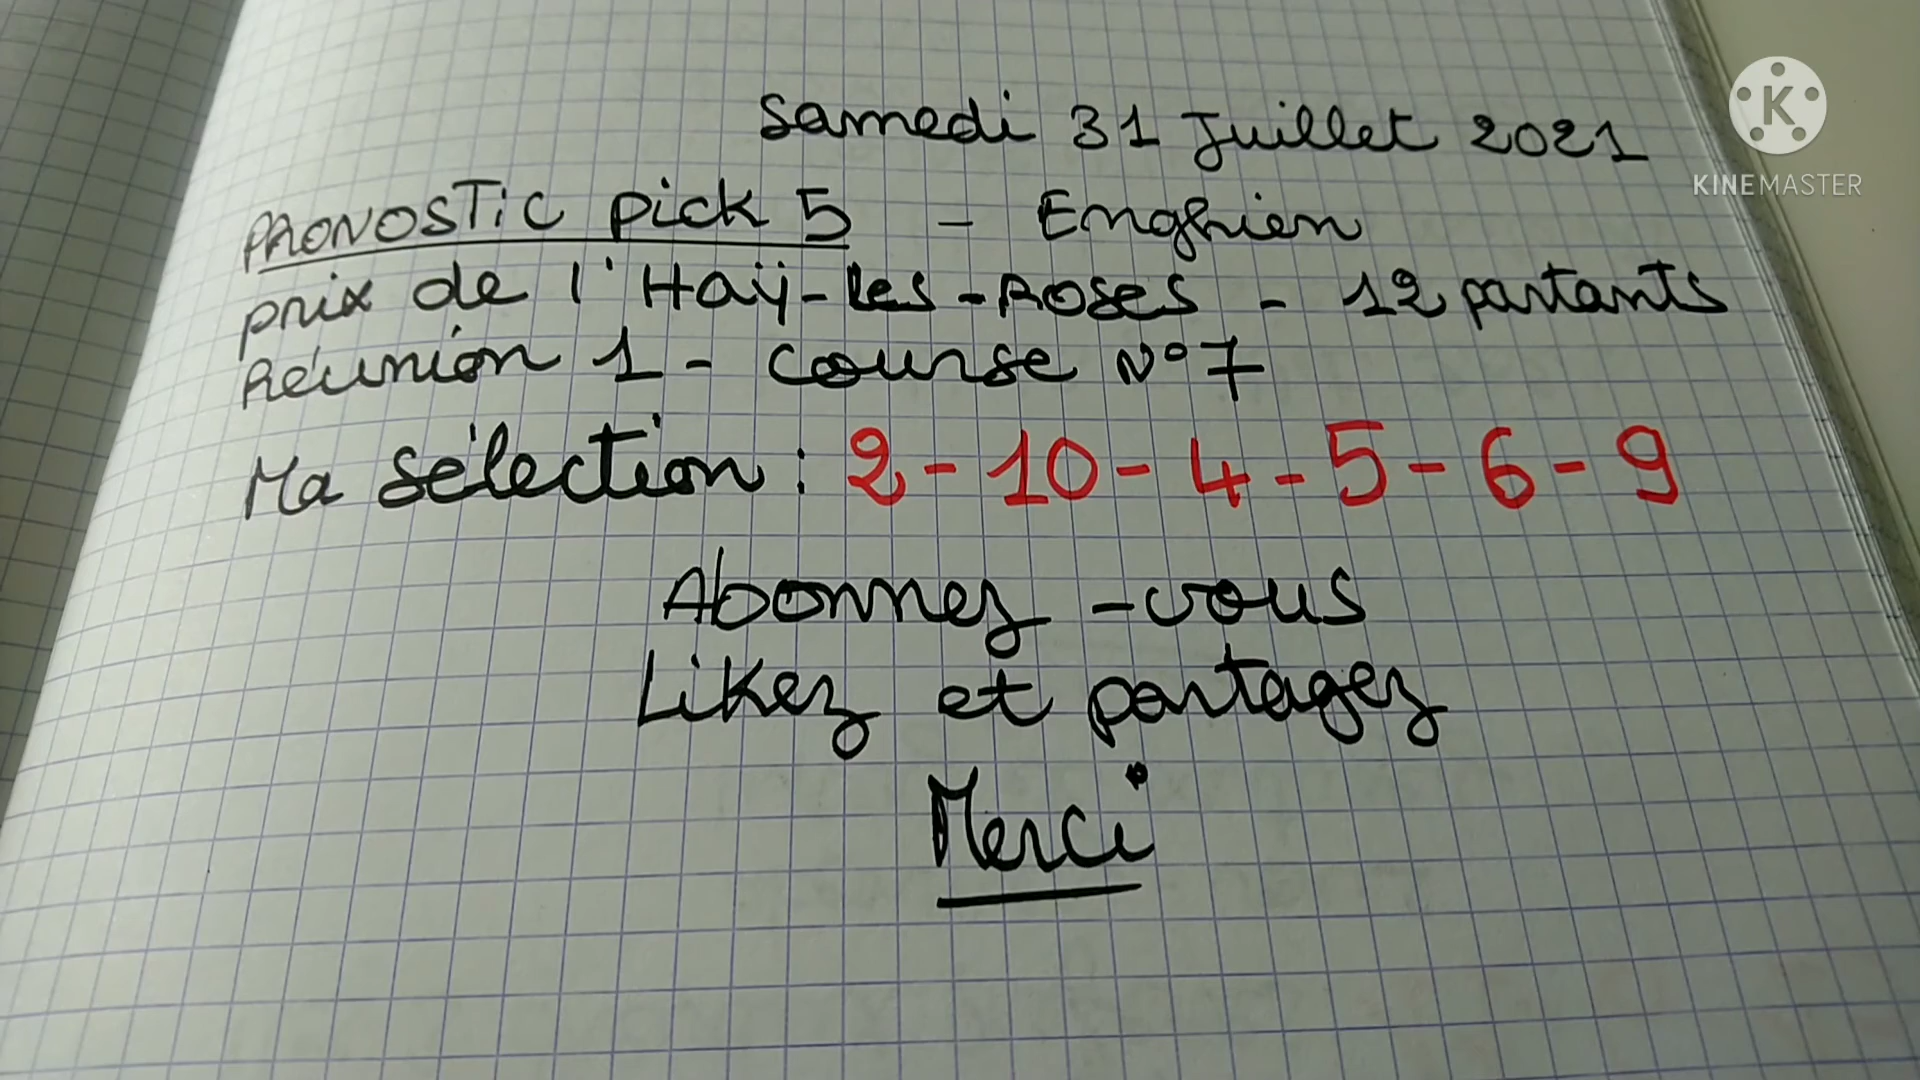 Samedi 31 Juillet 2021
PRONOSTIC PICK 5 - Enghien
prix de l'Haÿ-les-Roses - 12 partants
Réunion 1 - course N°7
Ma sélection : 2 - 10 - 4 - 5 - 6 - 9
Abonnez-vous
Likez et partagez
Merci
K
KINEMASTER